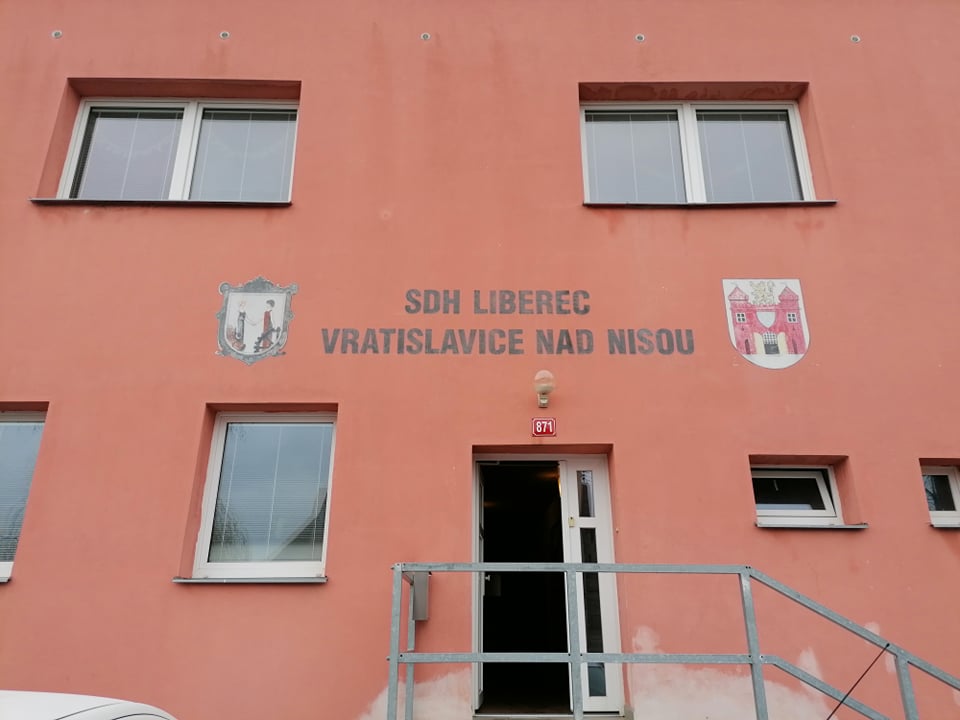 SDH LIBEREC
VRATISLAVICE NAD NISOU
871